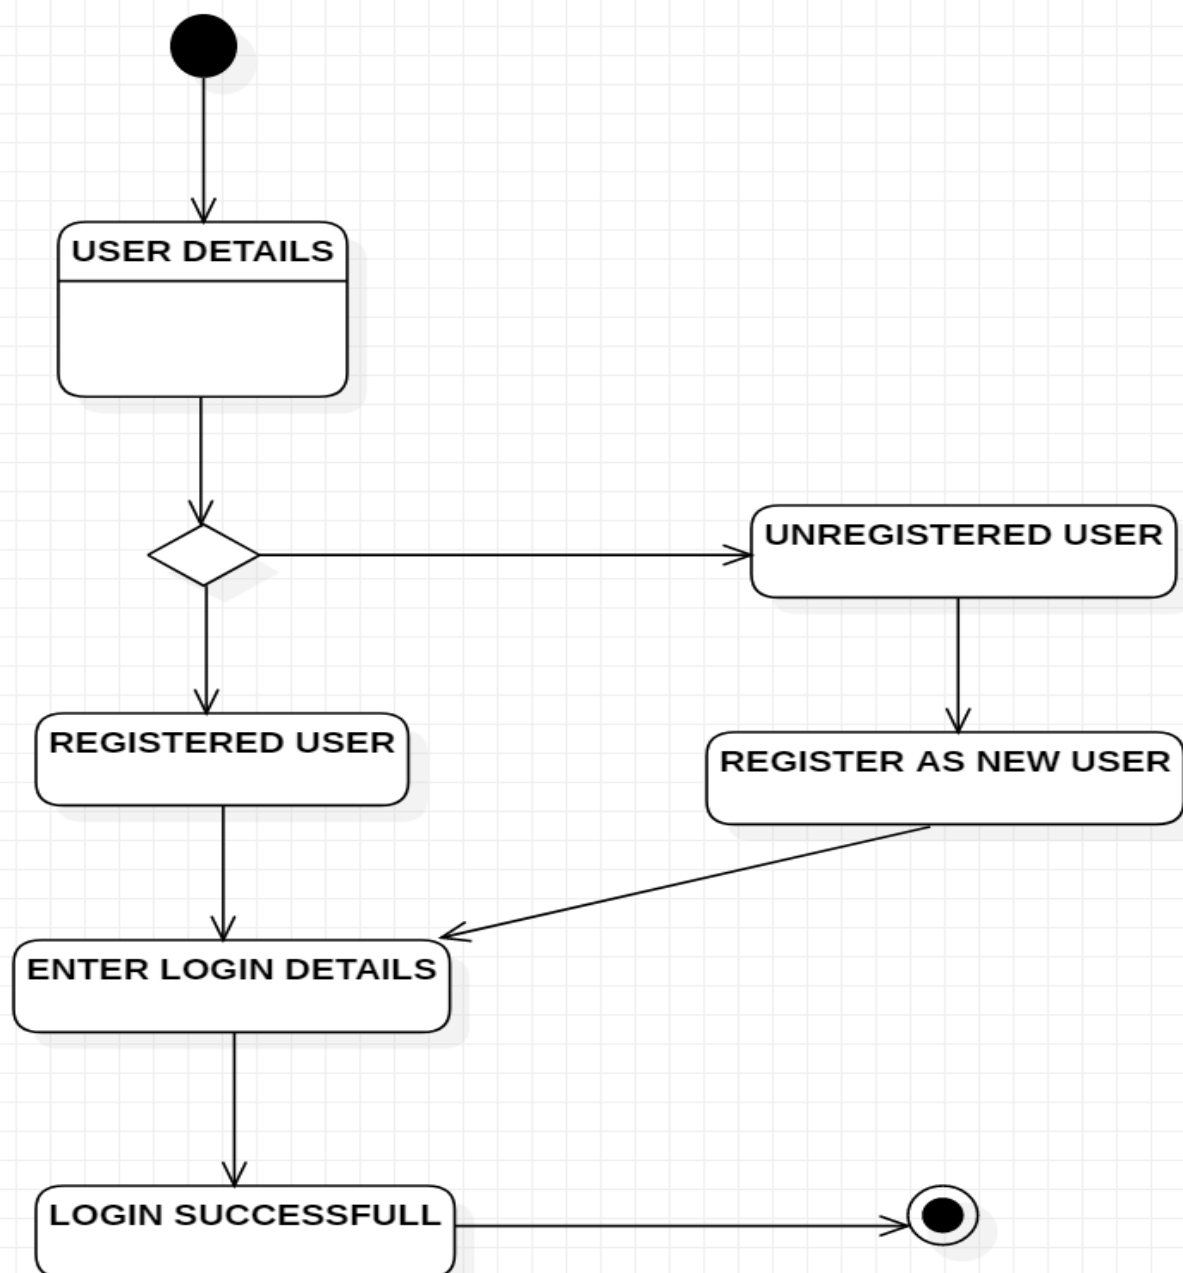 USER DETAILS
UNREGISTERED USER
REGISTERED USER
REGISTER AS NEW USER
ENTER LOGIN DETAILS
LOGIN SUCCESSFULL